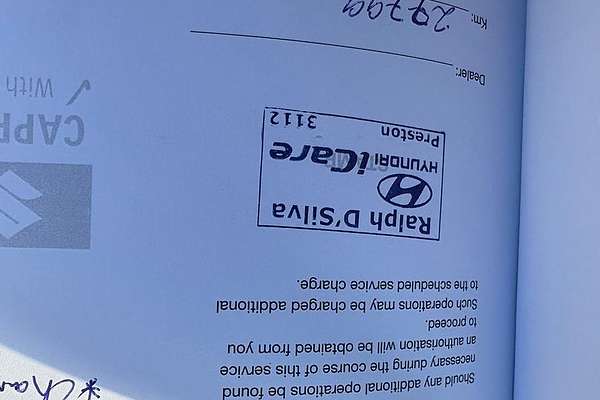 Should any additional operations be found
necessary during the course of this service
an authorisation will be obtained from you
to proceed.
Such operations may be charged additional
to the scheduled service charge.
Ralph D'Silva
HYUNDAI iCare
Preston 3112
Dealer:
Km: 29799
*Chan
CAPP
✓ With